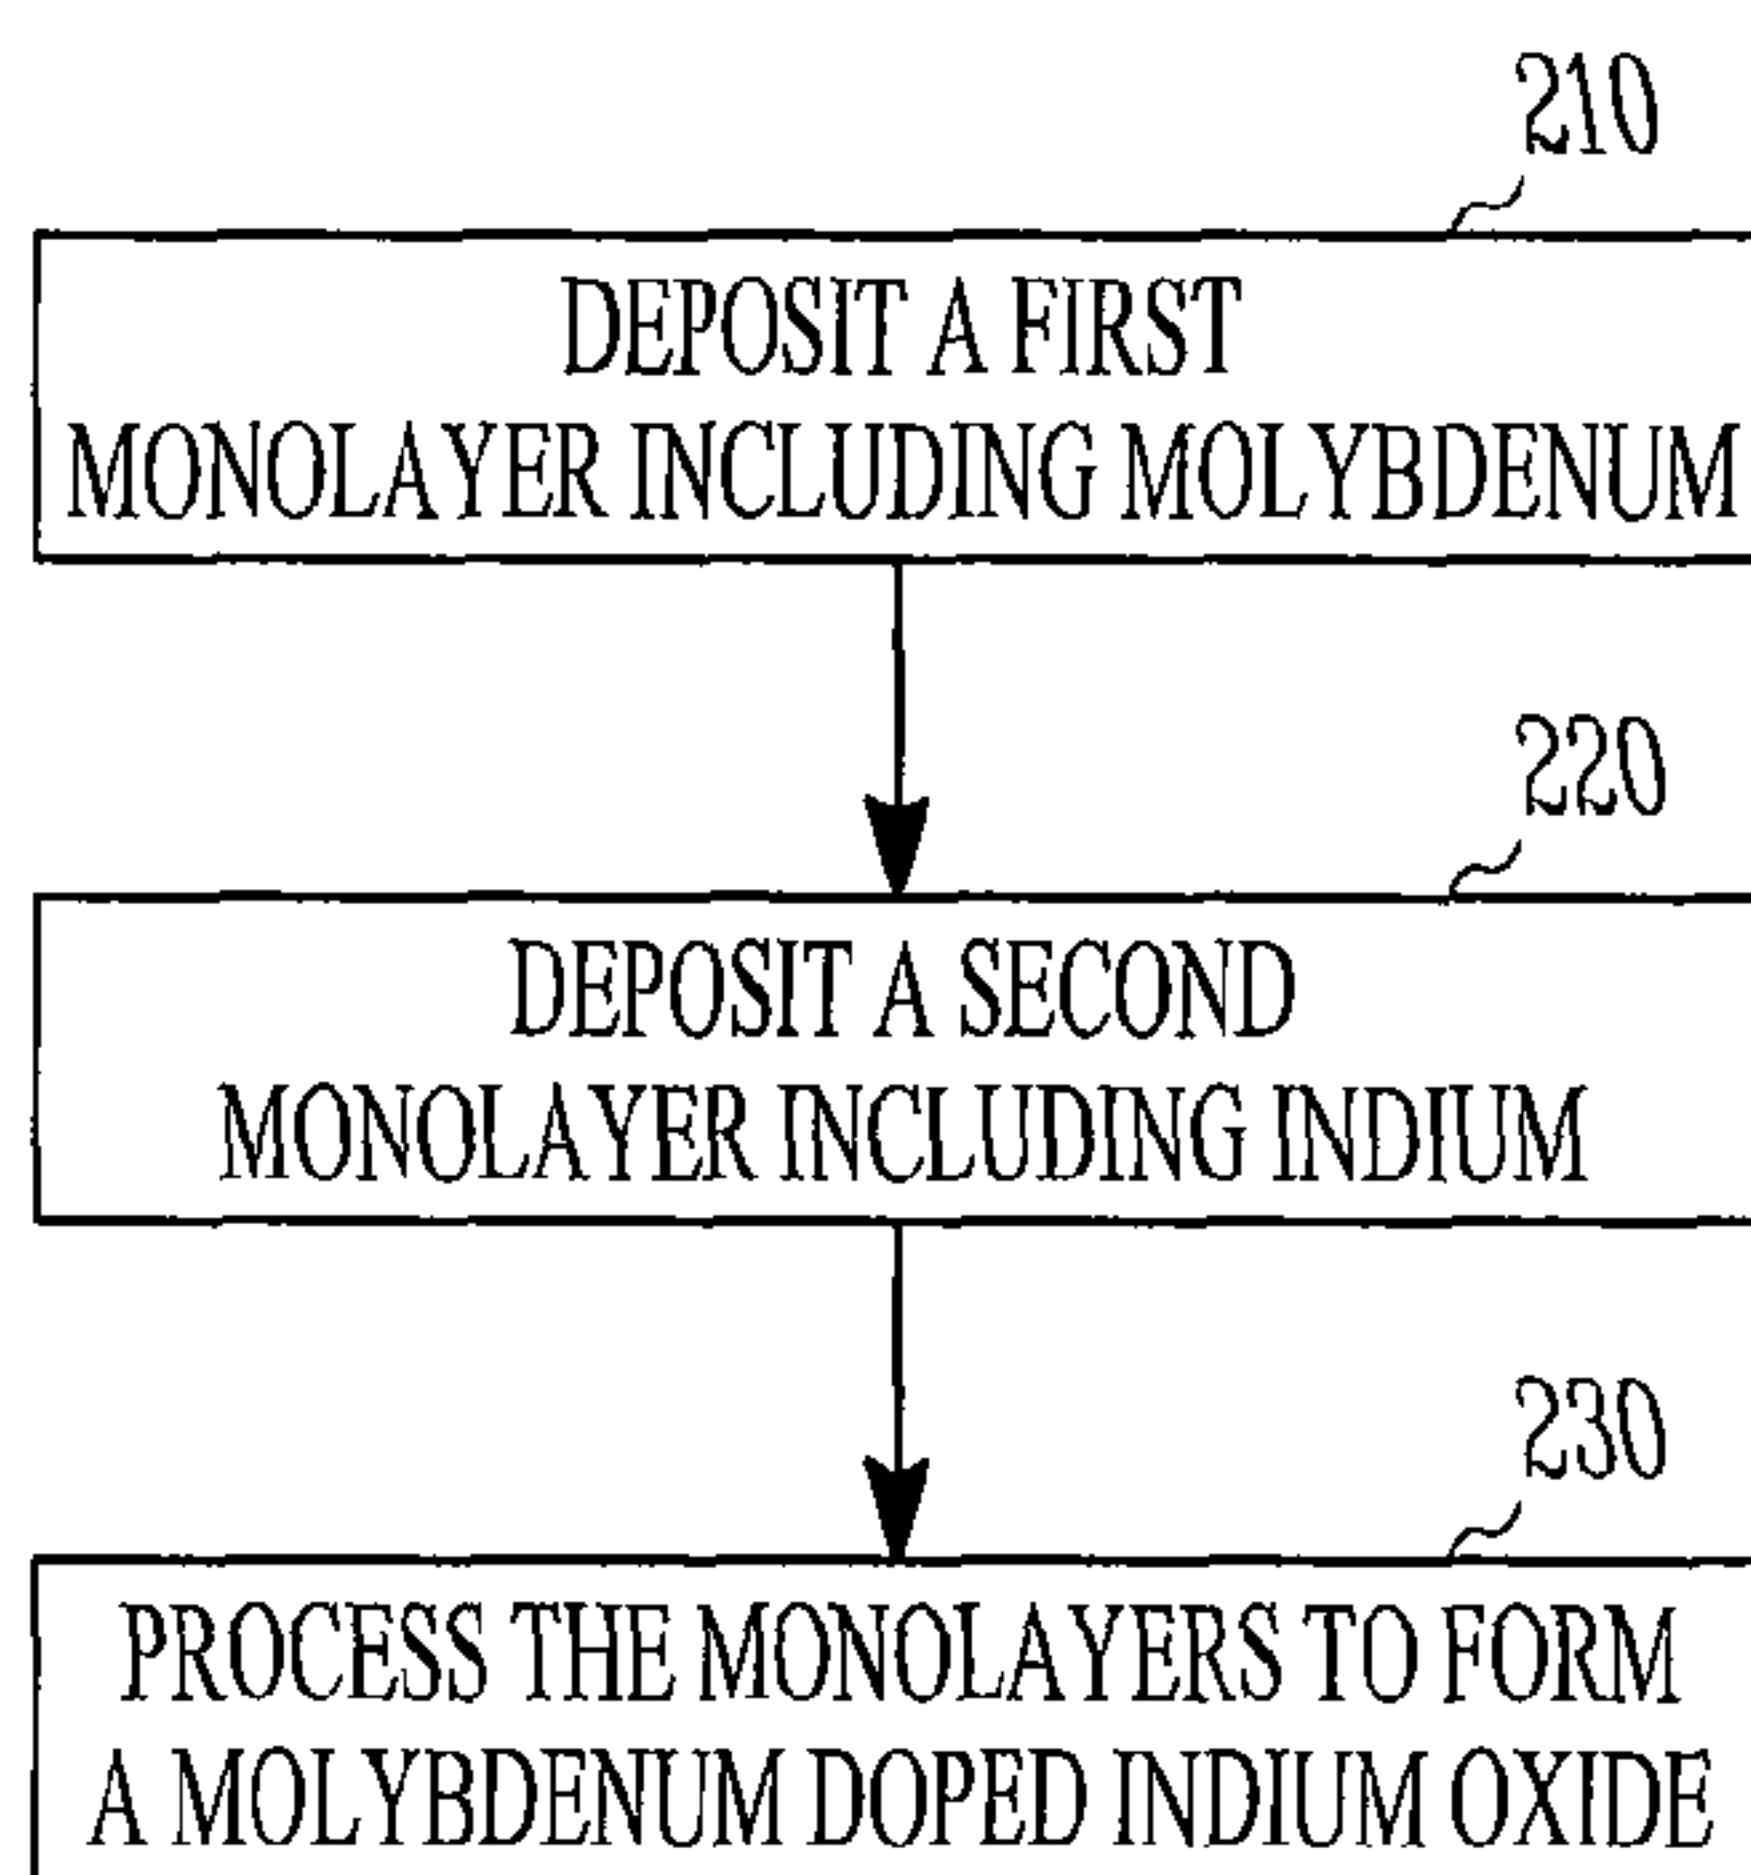 210
DEPOSIT A FIRST
MONOLAYER INCLUDING MOLYBDENUM
220
DEPOSIT A SECOND
MONOLAYER INCLUDING INDIUM
230
PROCESS THE MONOLAYERS TO FORM
A MOLYBDENUM DOPED INDIUM OXIDE